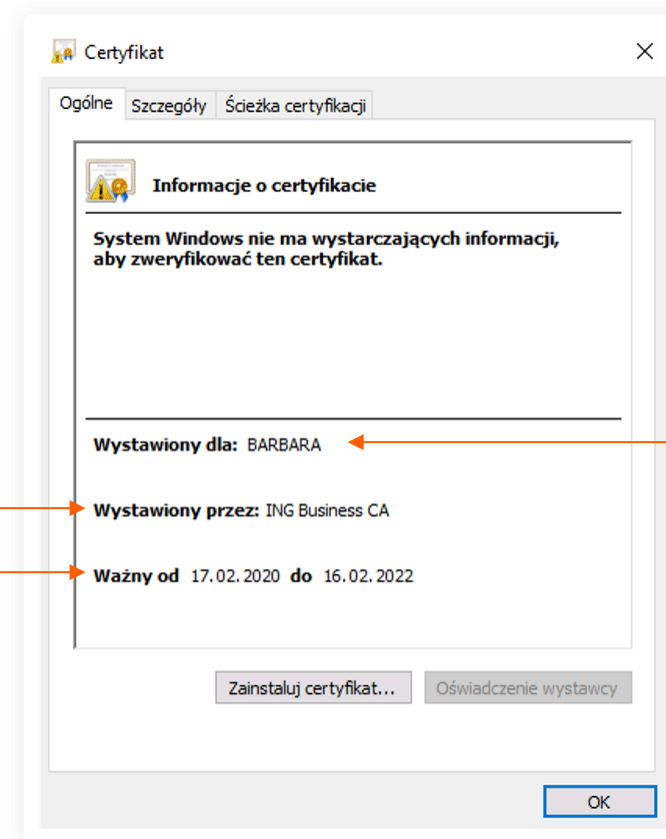 Certyfikat
Ogólne Szczegóły Ścieżka certyfikacji
Informacje o certyfikacie
System Windows nie ma wystarczających informacji,
aby zweryfikować ten certyfikat.
Wystawiony dla: BARBARA
Wystawiony przez: ING Business CA
Ważny od 17.02.2020 do 16.02.2022
Zainstaluj certyfikat... Oświadczenie wystawcy
OK